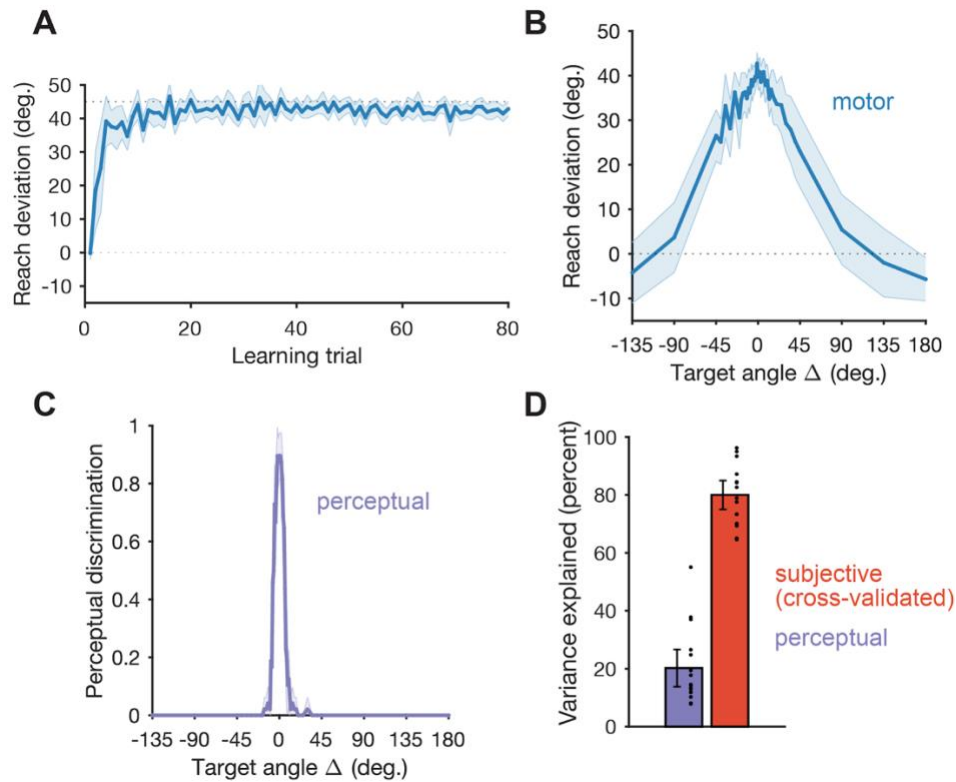 A
Reach deviation (deg.)
50
40
30
20
10
0
-10
0
20
40
60
80
Learning trial
B
Reach deviation (deg.)
50
40
30
20
10
0
-10
motor
-135 -90 -45 0 45 90 135 180
Target angle Δ (deg.)
C
Perceptual discrimination
1
0.8
0.6
0.4
0.2
0
perceptual
-135 -90 -45 0 45 90 135 180
Target angle Δ (deg.)
D
Variance explained (percent)
100
80
60
40
20
0
subjective
(cross-validated)
perceptual